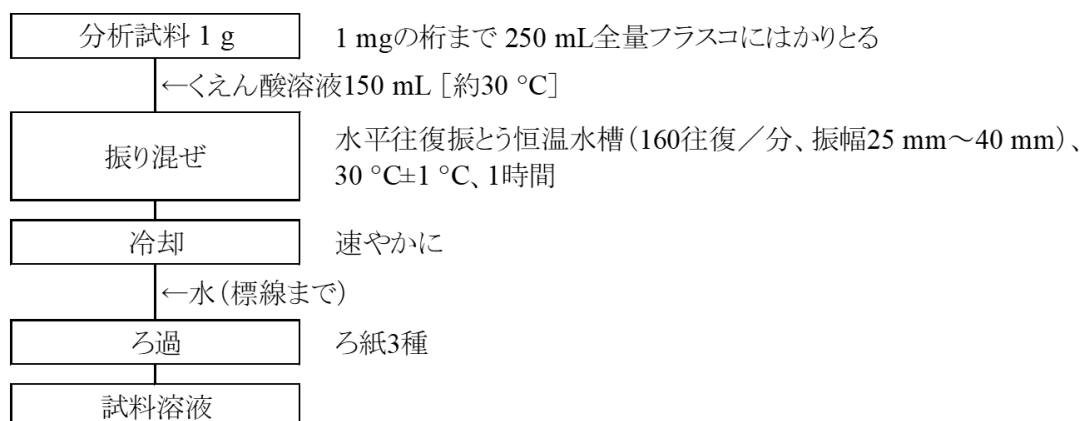 分析試料 1 g
1 mgの桁まで 250 mL全量フラスコにはかりとる
←くえん酸溶液150 mL [約30 °C]
振り混ぜ
水平往復振とう恒温水槽（160往復／分、振幅25 mm～40 mm）、
30 °C±1 °C、1時間
冷却
速やかに
←水（標線まで）
ろ過
ろ紙3種
試料溶液